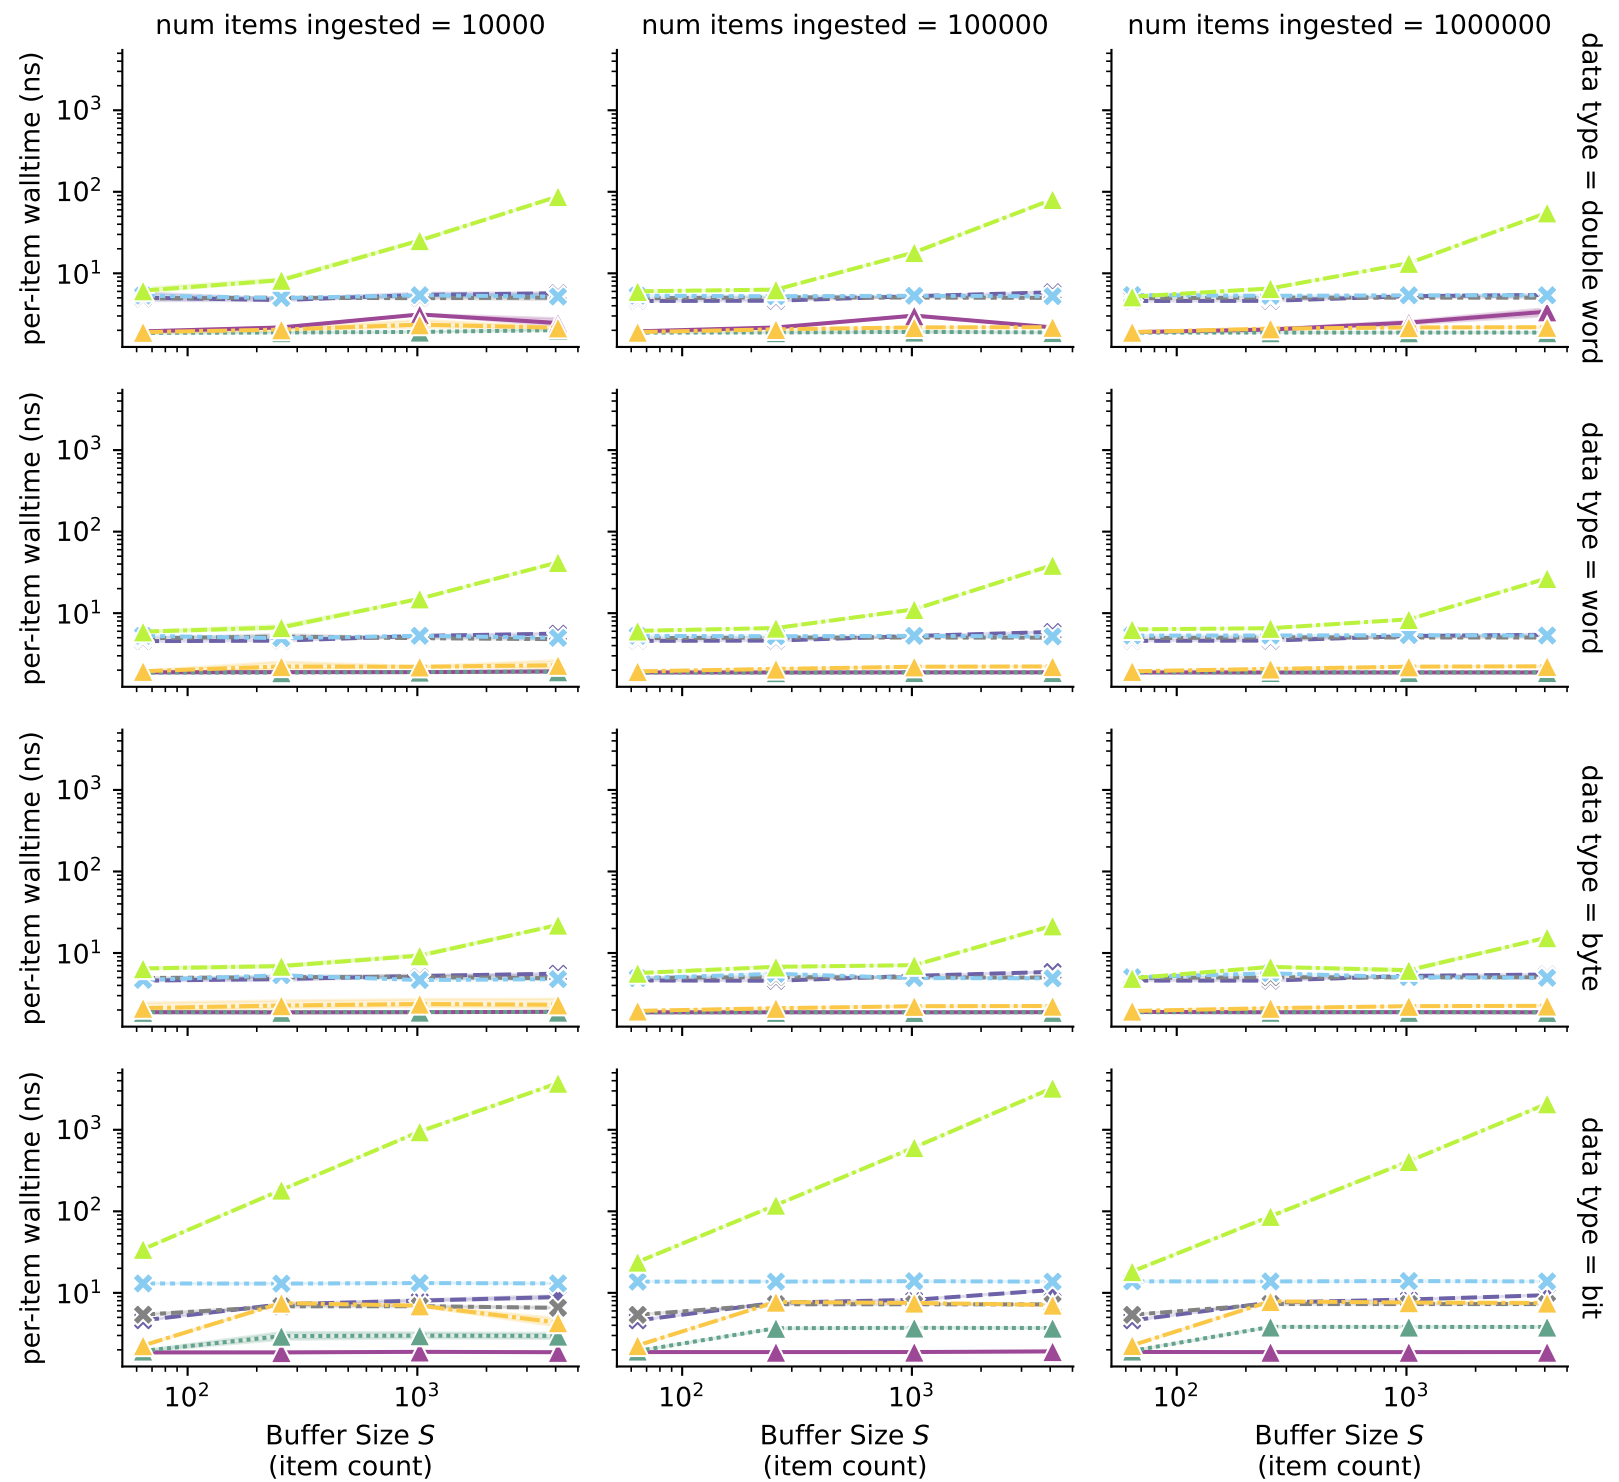 num items ingested = 10000
num items ingested = 100000
num items ingested = 1000000
per-item walltime (ns)
10³
10²
10¹
data type = double word
per-item walltime (ns)
10³
10²
10¹
data type = word
per-item walltime (ns)
10³
10²
10¹
data type = byte
per-item walltime (ns)
10³
10²
10¹
data type = bit
10² 10³
10² 10³
10² 10³
Buffer Size S
(item count)
Buffer Size S
(item count)
Buffer Size S
(item count)